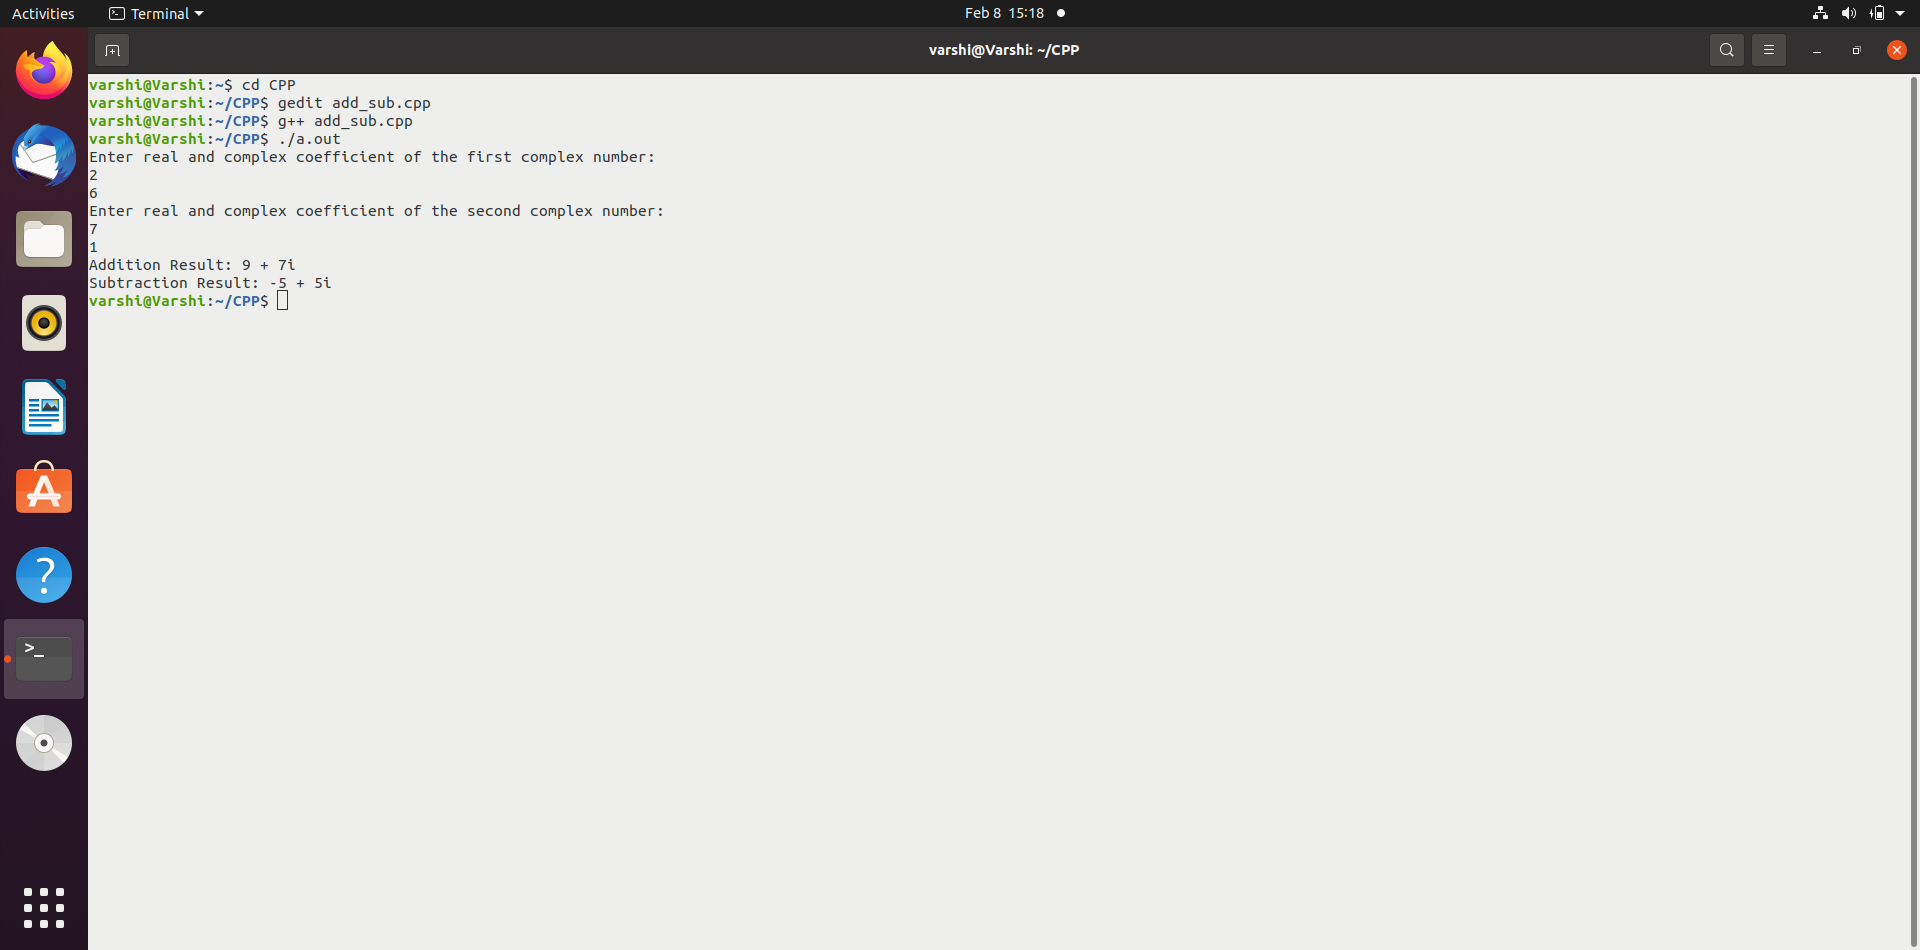 Activities
Terminal
Feb 8 15:18
varshi@Varshi: ~/CPP
varshi@Varshi:~$ cd CPP
varshi@Varshi:~/CPP$ gedit add_sub.cpp
varshi@Varshi:~/CPP$ g++ add_sub.cpp
varshi@Varshi:~/CPP$ ./a.out
Enter real and complex coefficient of the first complex number:
2
6
Enter real and complex coefficient of the second complex number:
7
1
Addition Result: 9 + 7i
Subtraction Result: -5 + 5i
varshi@Varshi:~/CPP$